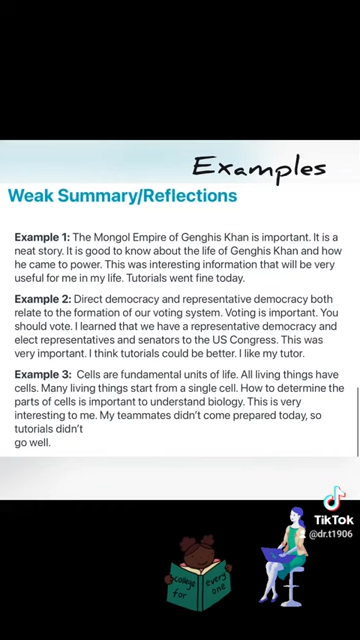 Examples
Weak Summary/Reflections
Example 1: The Mongol Empire of Genghis Khan is important. It is a
neat story. It is good to know about the life of Genghis Khan and how
he came to power. This was interesting information that will be very
useful for me in my life. Tutorials went fine today.
Example 2: Direct democracy and representative democracy both
relate to the formation of our voting system. Voting is important. You
should vote. I learned that we have a representative democracy and
elect representatives and senators to the US Congress. This was
very important. I think tutorials could be better. I like my tutor.
Example 3: Cells are fundamental units of life. All living things have
cells. Many living things start from a single cell. How to determine the
parts of cells is important to understand biology. This is very
interesting to me. My teammates didn't come prepared today, so
tutorials didn't
go well.
TikTok
@dr.t1906
college
for
every
one